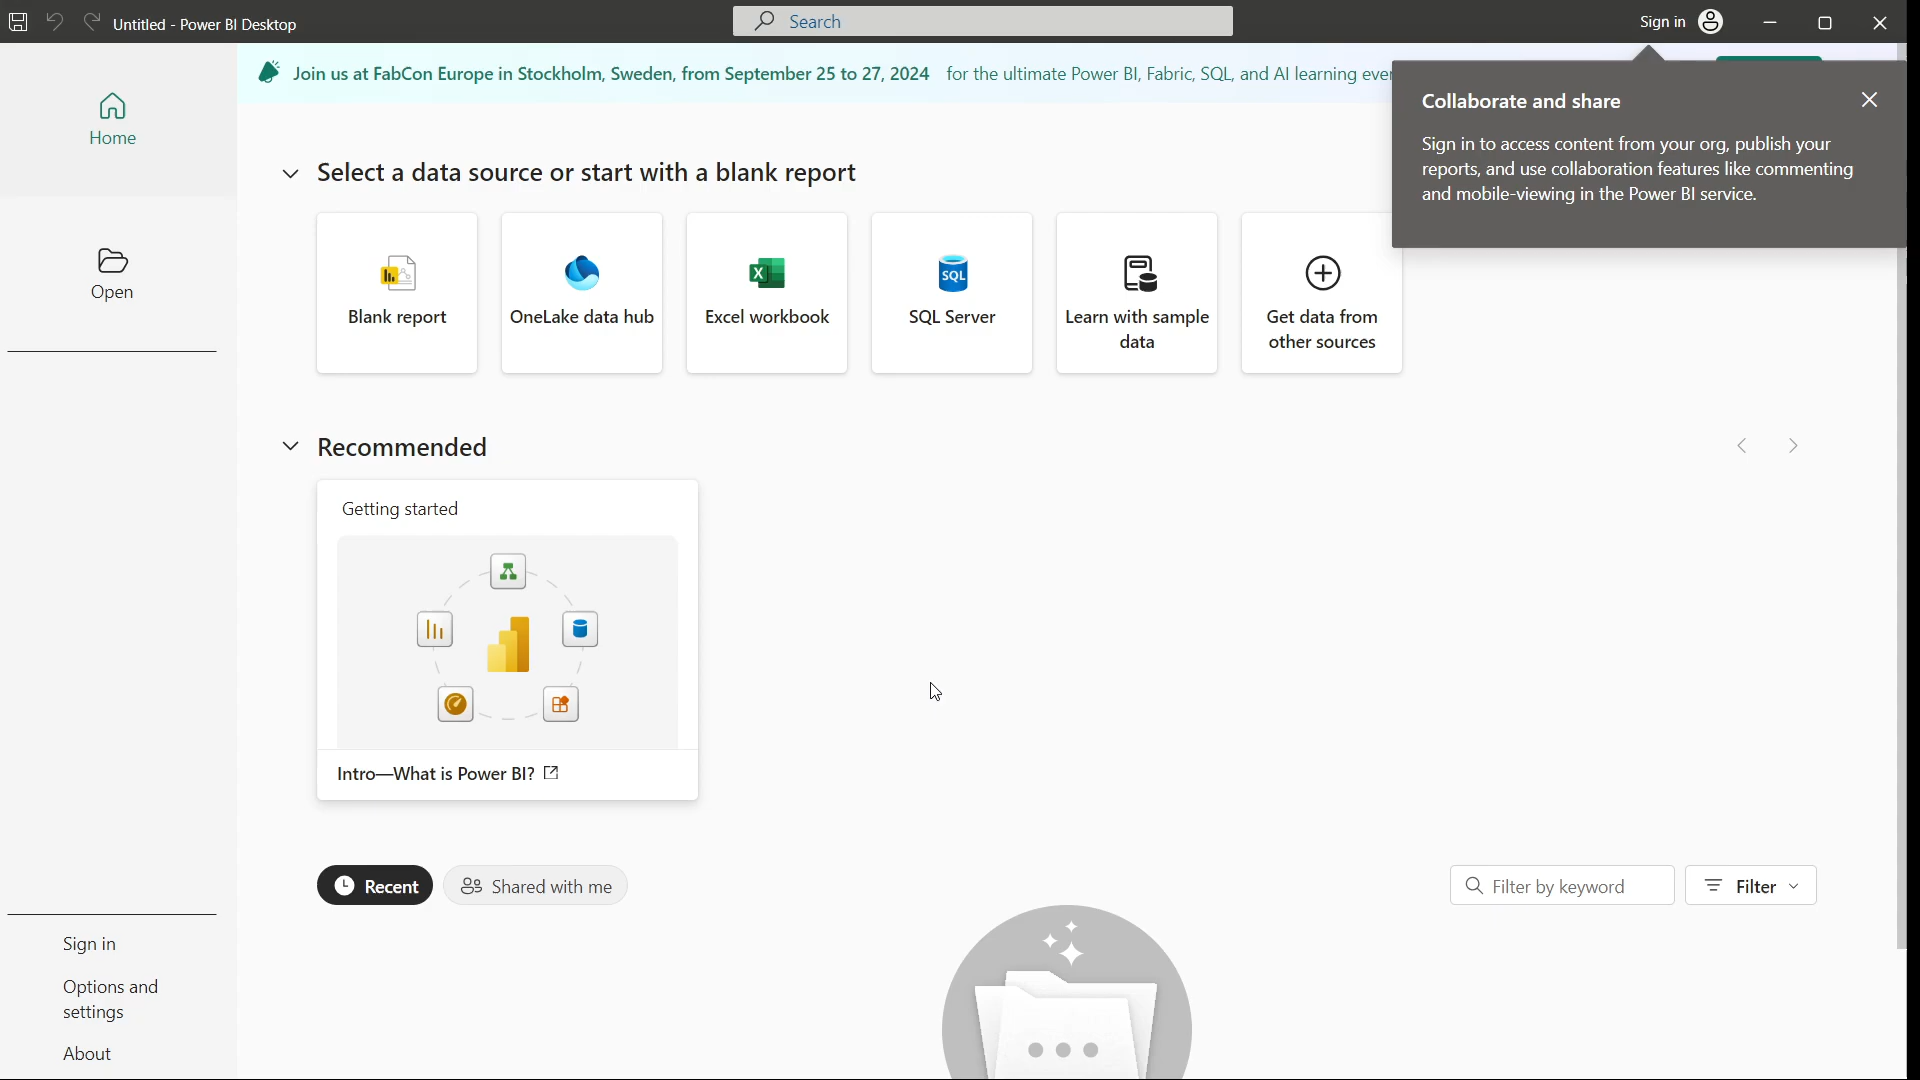 Untitled - Power BI Desktop
Search
Sign in
Join us at FabCon Europe in Stockholm, Sweden, from September 25 to 27, 2024 for the ultimate Power BI, Fabric, SQL, and AI learning
Collaborate and share
Sign in to access content from your org, publish your
reports, and use collaboration features like commenting
and mobile-viewing in the Power BI service.
Home
Open
Select a data source or start with a blank report
Blank report
OneLake data hub
Excel workbook
SQL
SQL Server
Learn with sample
data
Get data from
other sources
Recommended
Getting started
Intro—What is Power BI?
Recent
Shared with me
Filter by keyword
Filter
Sign in
Options and
settings
About